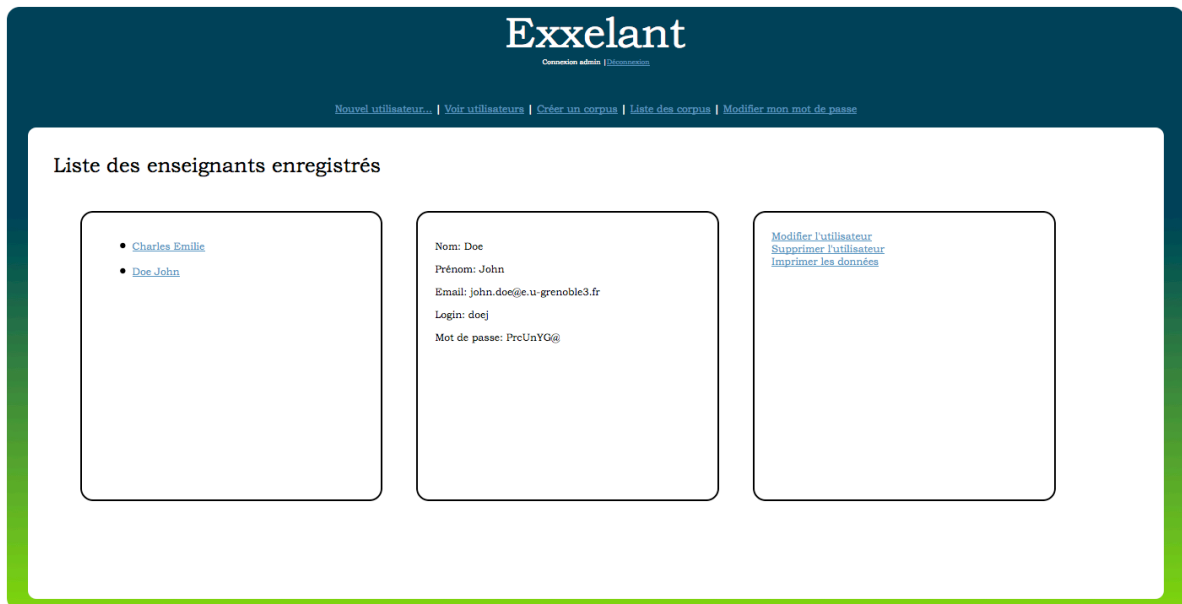 Exxelant
Connexion admin |Déconnexion
Nouvel utilisateur... | Voir utilisateurs | Créer un corpus | Liste des corpus | Modifier mon mot de passe
Liste des enseignants enregistrés
Charles Emilie
Doe John
Nom: Doe
Prénom: John
Email: john.doe@e.u-grenoble3.fr
Login: doej
Mot de passe: PrcUnYG@
Modifier l'utilisateur
Supprimer l'utilisateur
Imprimer les données